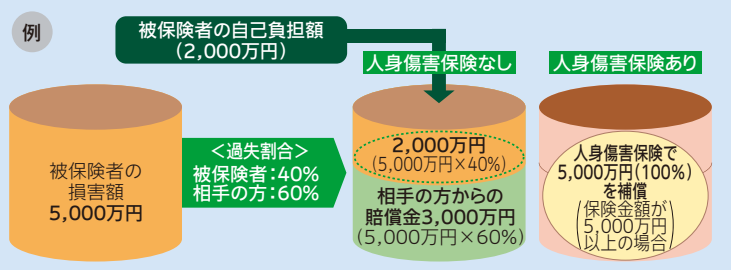 例
被保険者の自己負担額
(2,000万円)
人身傷害保険なし
人身傷害保険あり
被保険者の
損害額
5,000万円
＜過失割合＞
被保険者：40%
相手の方：60%
2,000万円
(5,000万円×40%)
相手の方からの
賠償金3,000万円
(5,000万円×60%)
人身傷害保険で
5,000万円(100%)
を補償
(保険金額が
5,000万円
以上の場合)